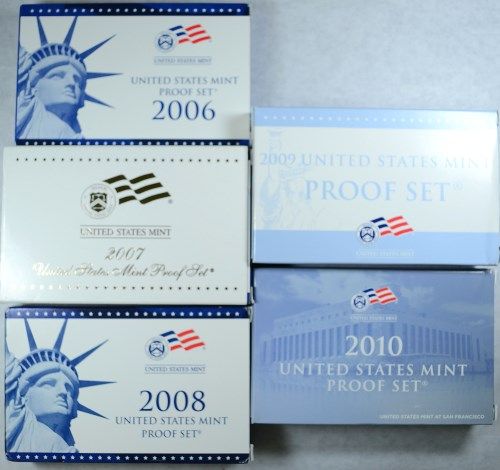 UNITED STATES MINT
UNITED STATES MINT
PROOF SET®
2006
UNITED STATES MINT
2007
United States Mint Proof Set®
UNITED STATES MINT
2008
UNITED STATES MINT
PROOF SET®
2009 UNITED STATES MINT
PROOF SET®
UNITED STATES MINT
UNITED STATES MINT
2010
UNITED STATES MINT
PROOF SET®
UNITED STATES MINT AT SAN FRANCISCO